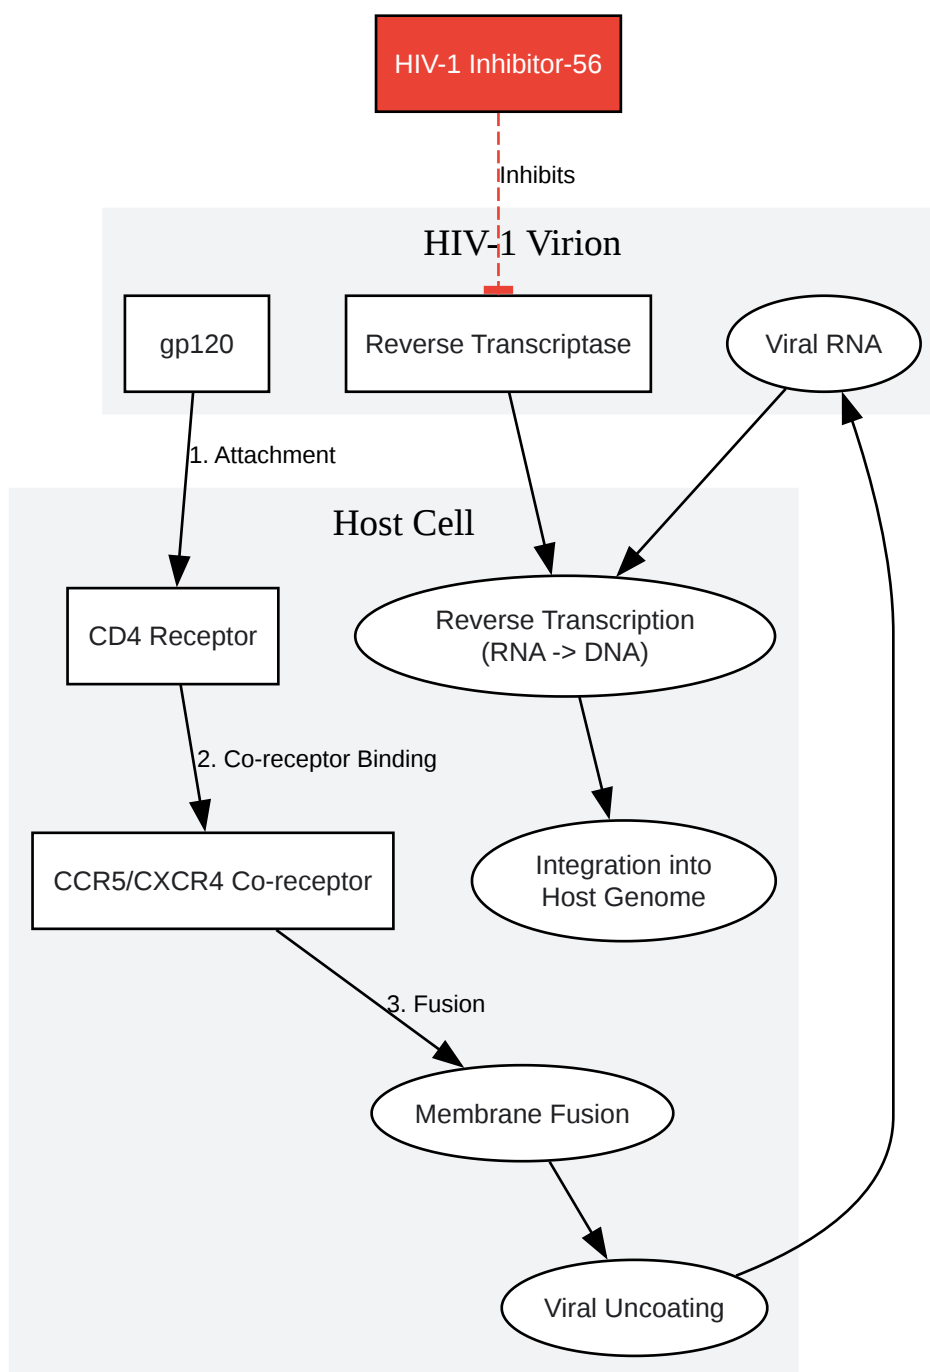 HIV-1 Inhibitor-56
Inhibits
HIV-1 Virion
gp120
Reverse Transcriptase
Viral RNA
1. Attachment
Host Cell
CD4 Receptor
Reverse Transcription
(RNA -> DNA)
2. Co-receptor Binding
CCR5/CXCR4 Co-receptor
Integration into
Host Genome
3. Fusion
Membrane Fusion
Viral Uncoating